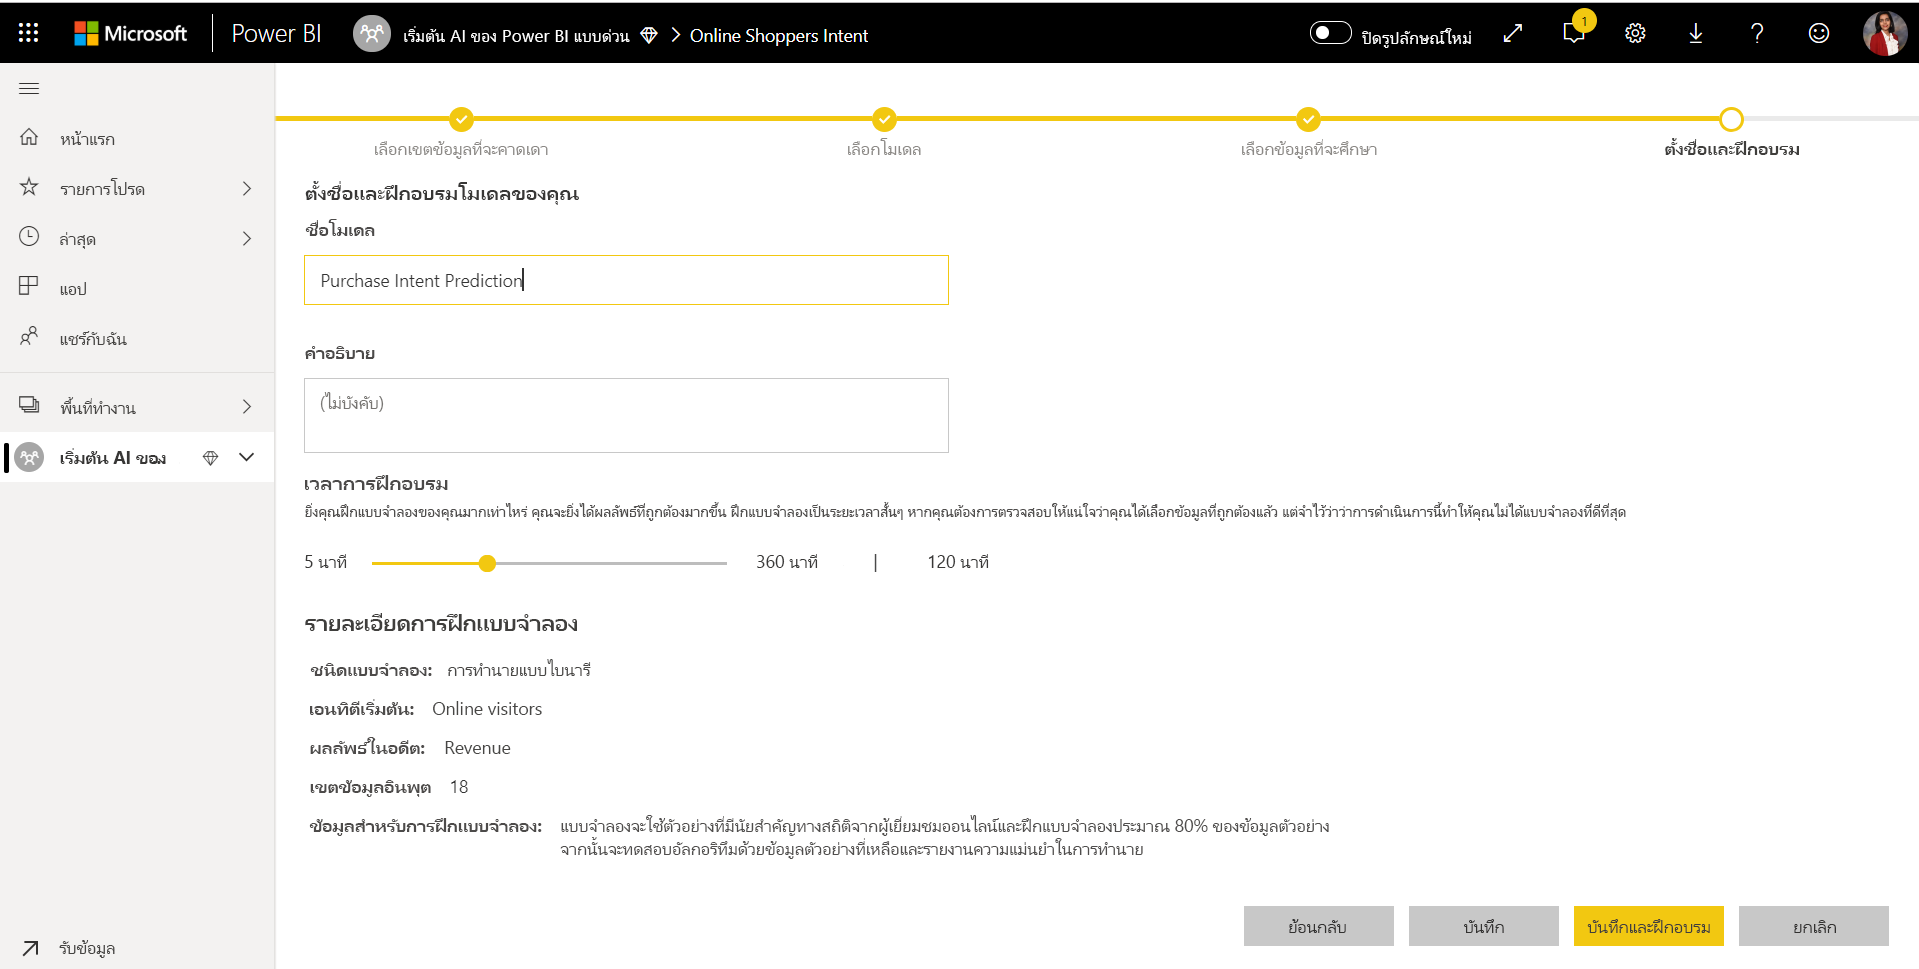 Microsoft Power BI เริ่มต้น AI ของ Power BI แบบด่วน Online Shoppers Intent ปิดรูปลักษณ์ใหม่ 1
หน้าแรก
รายการโปรด
ล่าสุด
แอป
แชร์กับฉัน
พื้นที่ทำงาน
เริ่มต้น AI ของ
รับข้อมูล
เลือกเขตข้อมูลที่จะคาดเดา เลือกโมเดล เลือกข้อมูลที่จะศึกษา ตั้งชื่อและฝึกอบรม
ตั้งชื่อและฝึกอบรมโมเดลของคุณ
ชื่อโมเดล
Purchase Intent Prediction
คำอธิบาย
(ไม่บังคับ)
เวลาการฝึกอบรม
ยิ่งคุณฝึกแบบจำลองของคุณมากเท่าไหร่ คุณจะยิ่งได้ผลลัพธ์ที่ถูกต้องมากขึ้น ฝึกแบบจำลองเป็นระยะเวลาสั้นๆ หากคุณต้องการตรวจสอบให้แน่ใจว่าคุณได้เลือกข้อมูลที่ถูกต้องแล้ว แต่จำไว้ว่าว่าการดำเนินการนี้ทำให้คุณไม่ได้แบบจำลองที่ดีที่สุด
5 นาที 360 นาที | 120 นาที
รายละเอียดการฝึกแบบจำลอง
ชนิดแบบจำลอง: การทำนายแบบไบนารี
เอนทิตีเริ่มต้น: Online visitors
ผลลัพธ์ในอดีต: Revenue
เขตข้อมูลอินพุต 18
ข้อมูลสำหรับการฝึกแบบจำลอง: แบบจำลองจะใช้ตัวอย่างที่มีนัยสำคัญทางสถิติจากผู้เยี่ยมชมออนไลน์และฝึกแบบจำลองประมาณ 80% ของข้อมูลตัวอย่าง
จากนั้นจะทดสอบอัลกอริทึมด้วยข้อมูลตัวอย่างที่เหลือและรายงานความแม่นยำในการทำนาย
ย้อนกลับ บันทึก บันทึกและฝึกอบรม ยกเลิก